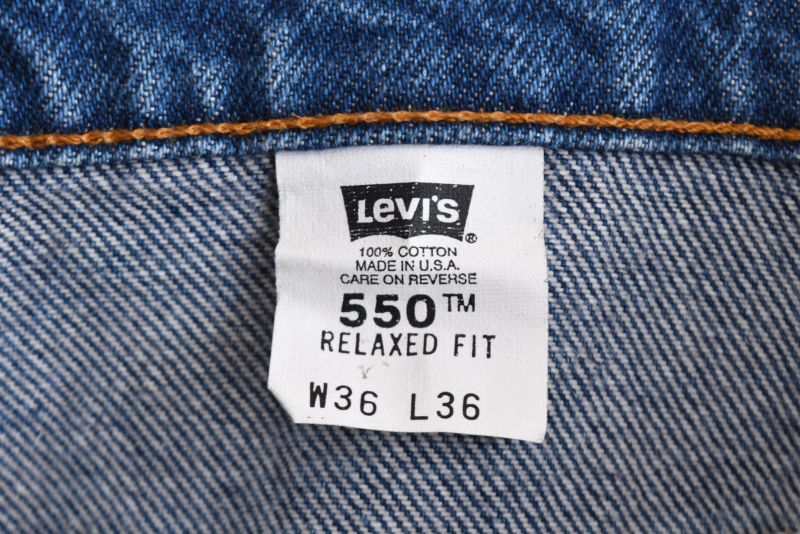 Levi's ®
100% COTTON
MADE IN U.S.A.
CARE ON REVERSE
550™
RELAXED FIT
W36 L36